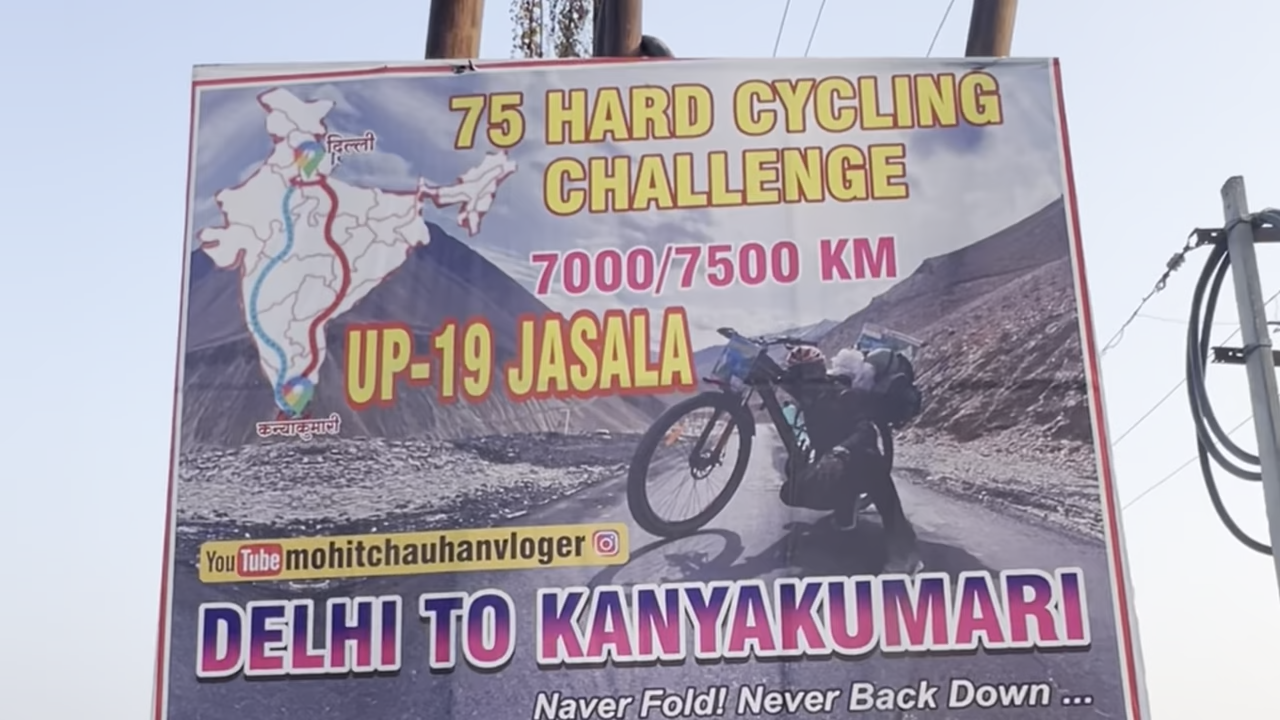 75 HARD CYCLING
CHALLENGE
दिल्ली
7000/7500 KM
UP-19 JASALA
कन्याकुमारी
YouTube mohitchauhanvloger
DELHI TO KANYAKUMARI
Naver Fold! Never Back Down ...